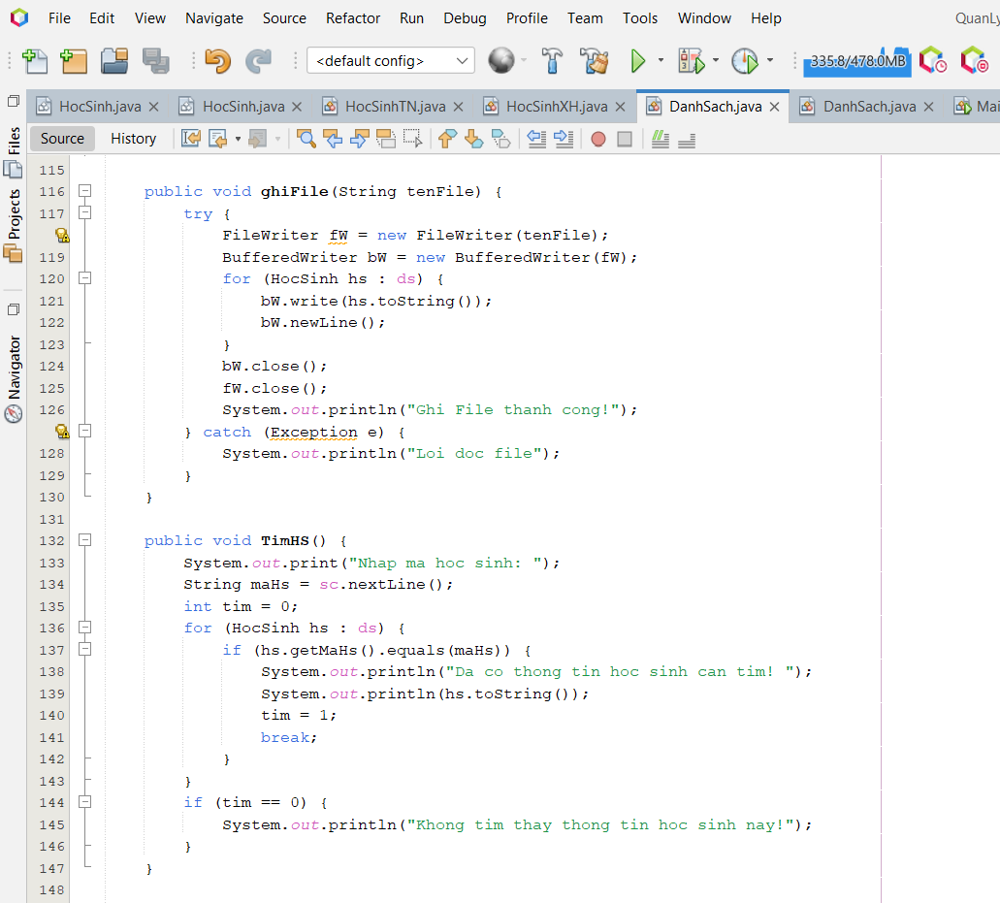 File Edit View Navigate Source Refactor Run Debug Profile Team Tools Window Help QuanLy
<default config> 335.8/478.0MB
HocSinh.java HocSinh.java HocSinhTN.java HocSinhXH.java DanhSach.java DanhSach.java Mai
Source History
Files
Projects
Navigator
115
116 public void ghiFile(String tenFile) {
117 try {
FileWriter fW = new FileWriter(tenFile);
119 BufferedWriter bW = new BufferedWriter(fW);
120 for (HocSinh hs : ds) {
121 bW.write(hs.toString());
122 bW.newLine();
123 }
124 bW.close();
125 fW.close();
126 System.out.println("Ghi File thanh cong!");
} catch (Exception e) {
128 System.out.println("Loi doc file");
129 }
130 }
131
132 public void TimHS() {
133 System.out.print("Nhap ma hoc sinh: ");
134 String maHs = sc.nextLine();
135 int tim = 0;
136 for (HocSinh hs : ds) {
137 if (hs.getMaHs().equals(maHs)) {
138 System.out.println("Da co thong tin hoc sinh can tim! ");
139 System.out.println(hs.toString());
140 tim = 1;
141 break;
142 }
143 }
144 if (tim == 0) {
145 System.out.println("Khong tim thay thong tin hoc sinh nay!");
146 }
147 }
148